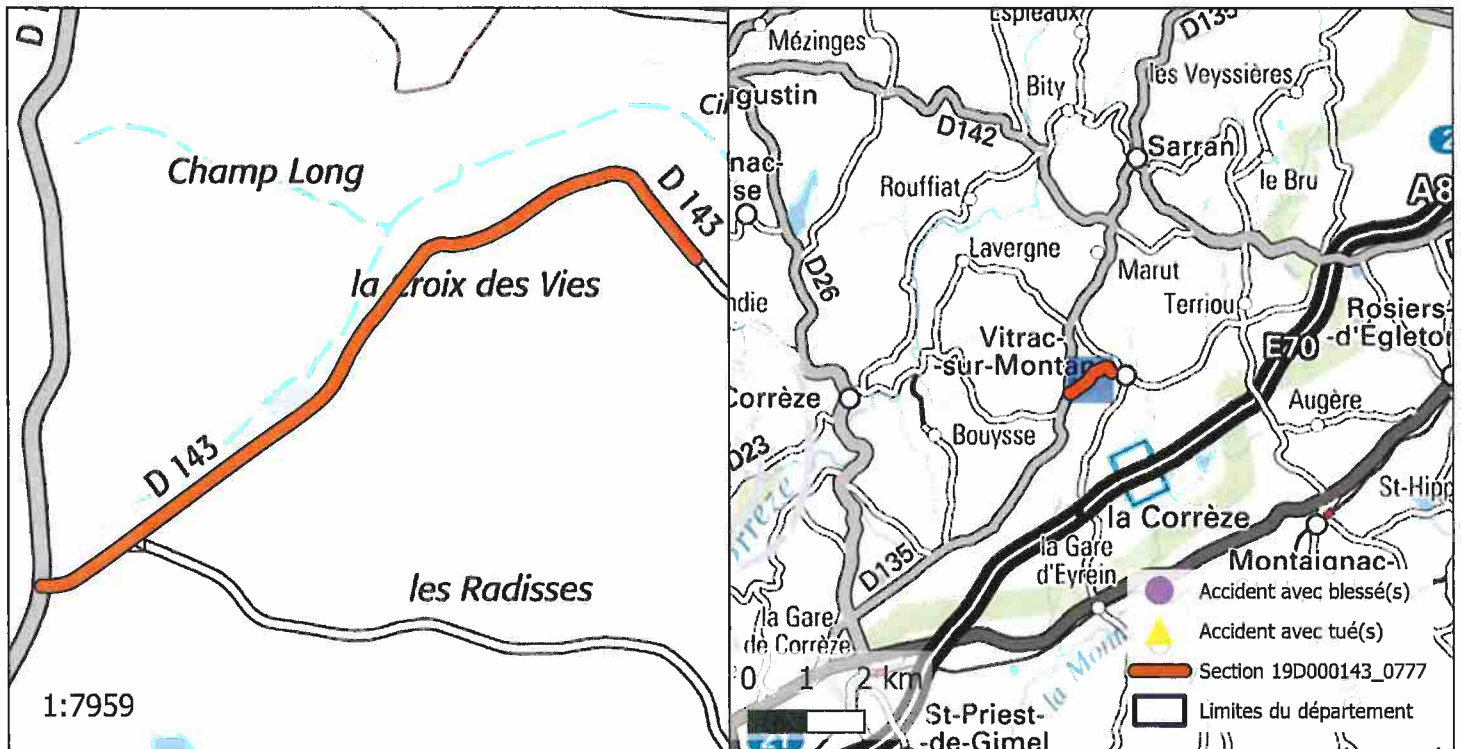 D
Champ Long
D 143
la Croix des Vies
D 143
les Radisses
1:7959
Mézinges
D135
les Veyssières
Bity
D142
Sarran
le Bru
Rouffiat
A8
Lavergne
Marut
D26
Terriou
Rosiers-
-d'Égleto
Vitrac-
-sur-Montan
E70
Corrèze
Augère
Bouysse
D23
St-Hipp
la Corrèze
la Gare
d'Eyrein
D135
Montaignac-
la Gare
de Corrèze
Accident avec blessé(s)
Accident avec tué(s)
Section 19D000143_0777
Limites du département
0 1 2 km
St-Priest-
-de-Gimel
21